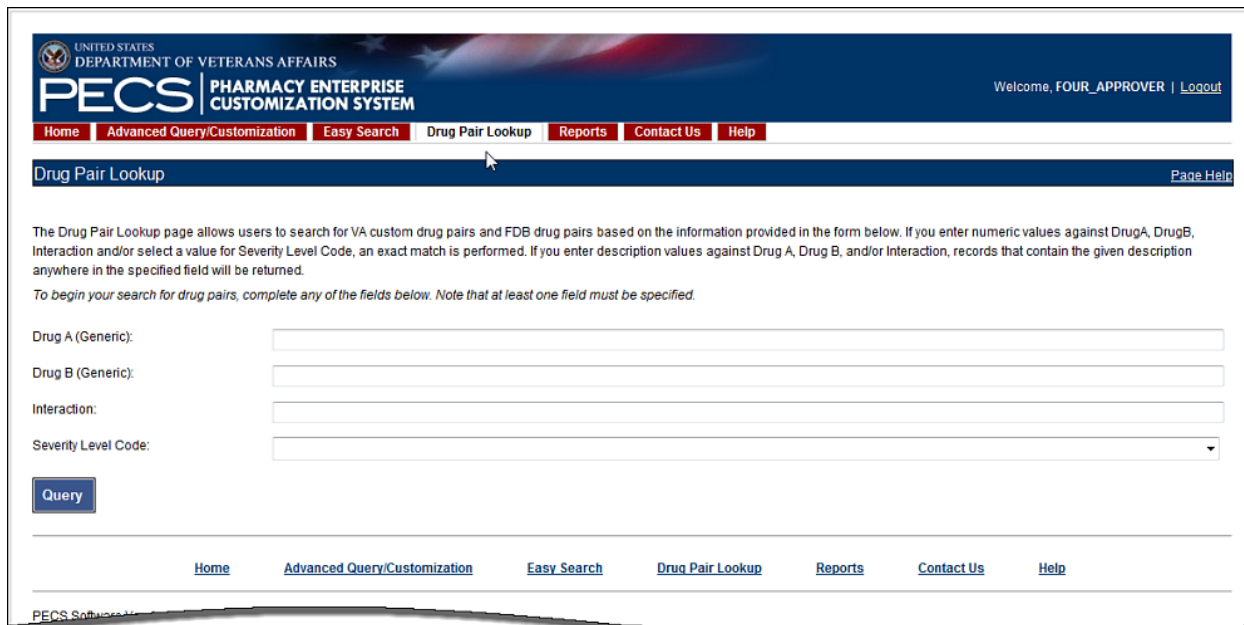 UNITED STATES
DEPARTMENT OF VETERANS AFFAIRS
PECS PHARMACY ENTERPRISE
CUSTOMIZATION SYSTEM
Welcome, FOUR_APPROVER | Logout
Home Advanced Query/Customization Easy Search Drug Pair Lookup Reports Contact Us Help
Drug Pair Lookup Page Help
The Drug Pair Lookup page allows users to search for VA custom drug pairs and FDB drug pairs based on the information provided in the form below. If you enter numeric values against DrugA, DrugB,
Interaction and/or select a value for Severity Level Code, an exact match is performed. If you enter description values against Drug A, Drug B, and/or Interaction, records that contain the given description
anywhere in the specified field will be returned.
To begin your search for drug pairs, complete any of the fields below. Note that at least one field must be specified.
Drug A (Generic):
Drug B (Generic):
Interaction:
Severity Level Code:
Query
Home Advanced Query/Customization Easy Search Drug Pair Lookup Reports Contact Us Help
PECS Software